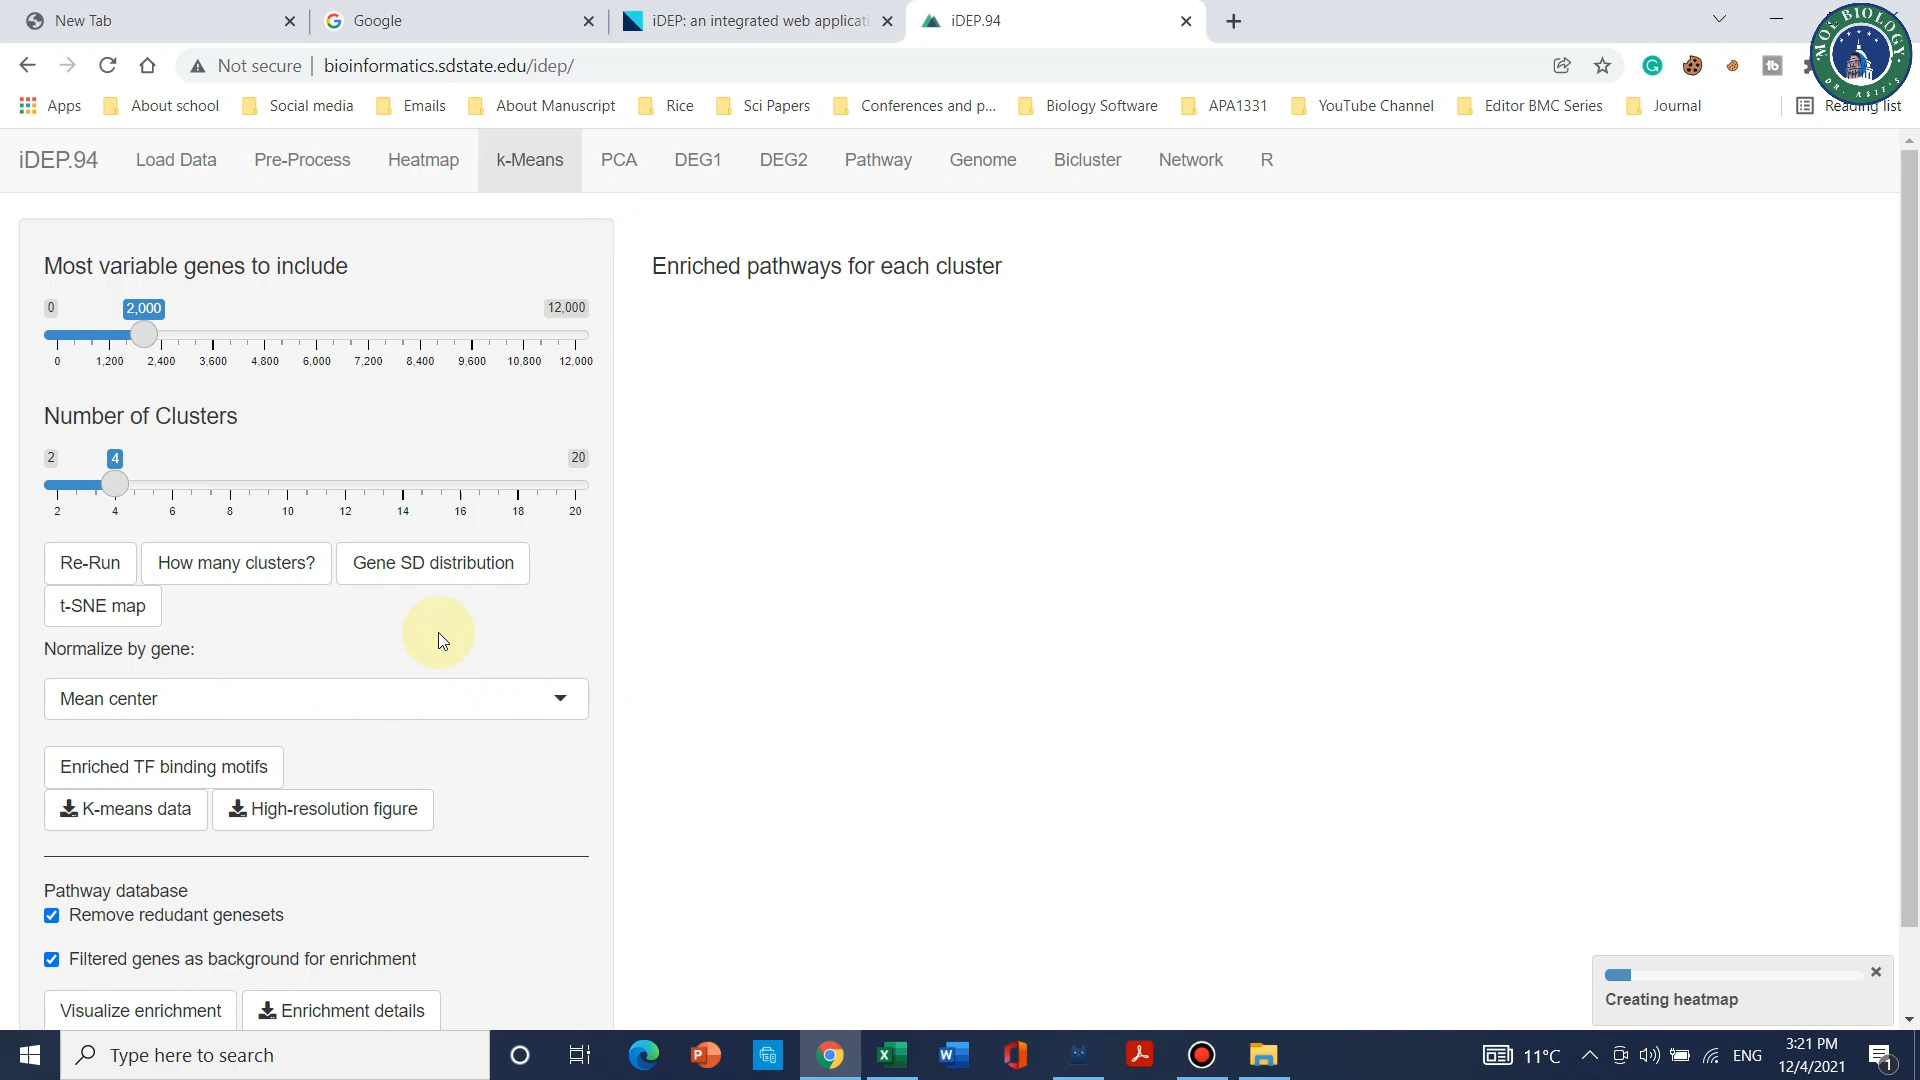 New Tab
Google
iDEP: an integrated web applicati
iDEP.94
Not secure
bioinformatics.sdstate.edu/idep/
Apps
About school
Social media
Emails
About Manuscript
Rice
Sci Papers
Conferences and p...
Biology Software
APA1331
YouTube Channel
Editor BMC Series
Journal
Reading list
MOE BIOLOGY
DR. ASIF'S
iDEP.94
Load Data
Pre-Process
Heatmap
k-Means
PCA
DEG1
DEG2
Pathway
Genome
Bicluster
Network
R
Most variable genes to include
0 2,000 12,000
0 1,200 2,400 3,600 4,800 6,000 7,200 8,400 9,600 10,800 12,000
Number of Clusters
2 4 20
2 4 6 8 10 12 14 16 18 20
Re-Run
How many clusters?
Gene SD distribution
t-SNE map
Normalize by gene:
Mean center
Enriched TF binding motifs
K-means data
High-resolution figure
Pathway database
Remove redudant genesets
Filtered genes as background for enrichment
Visualize enrichment
Enrichment details
Enriched pathways for each cluster
Creating heatmap
Type here to search
11°C
ENG
3:21 PM
12/4/2021
1